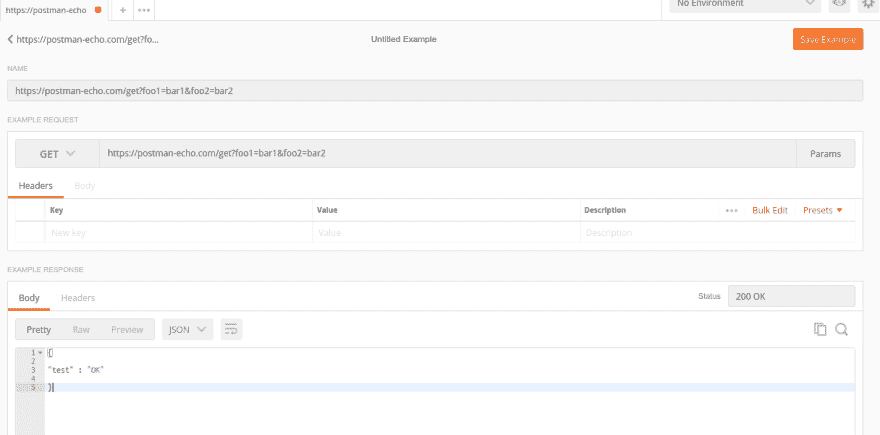 https://postman-echo
+
•••
No Environment
https://postman-echo.com/get?fo...
Untitled Example
Save Example
NAME
https://postman-echo.com/get?foo1=bar1&foo2=bar2
EXAMPLE REQUEST
GET https://postman-echo.com/get?foo1=bar1&foo2=bar2 Params
Headers Body
Key Value Description ••• Bulk Edit Presets
New key Value Description
EXAMPLE RESPONSE
Body Headers Status 200 OK
Pretty Raw Preview JSON
1 {
2
3 "test" : "OK"
4
5 }